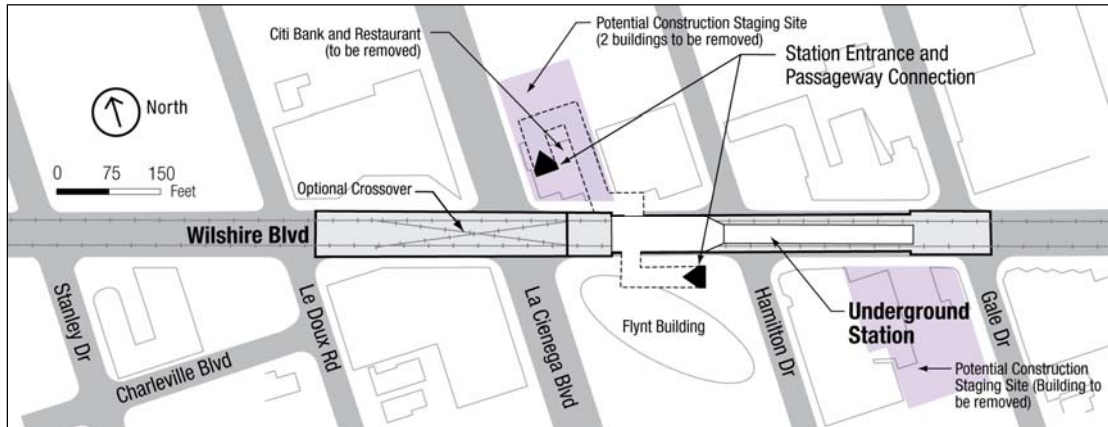 Citi Bank and Restaurant
(to be removed)
Potential Construction Staging Site
(2 buildings to be removed)
Station Entrance and
Passageway Connection
North
0 75 150
Feet
Optional Crossover
Wilshire Blvd
Stanley Dr
Le Doux Rd
La Cienega Blvd
Hamilton Dr
Gale Dr
Charleville Blvd
Flynt Building
Underground
Station
Potential Construction
Staging Site (Building to
be removed)